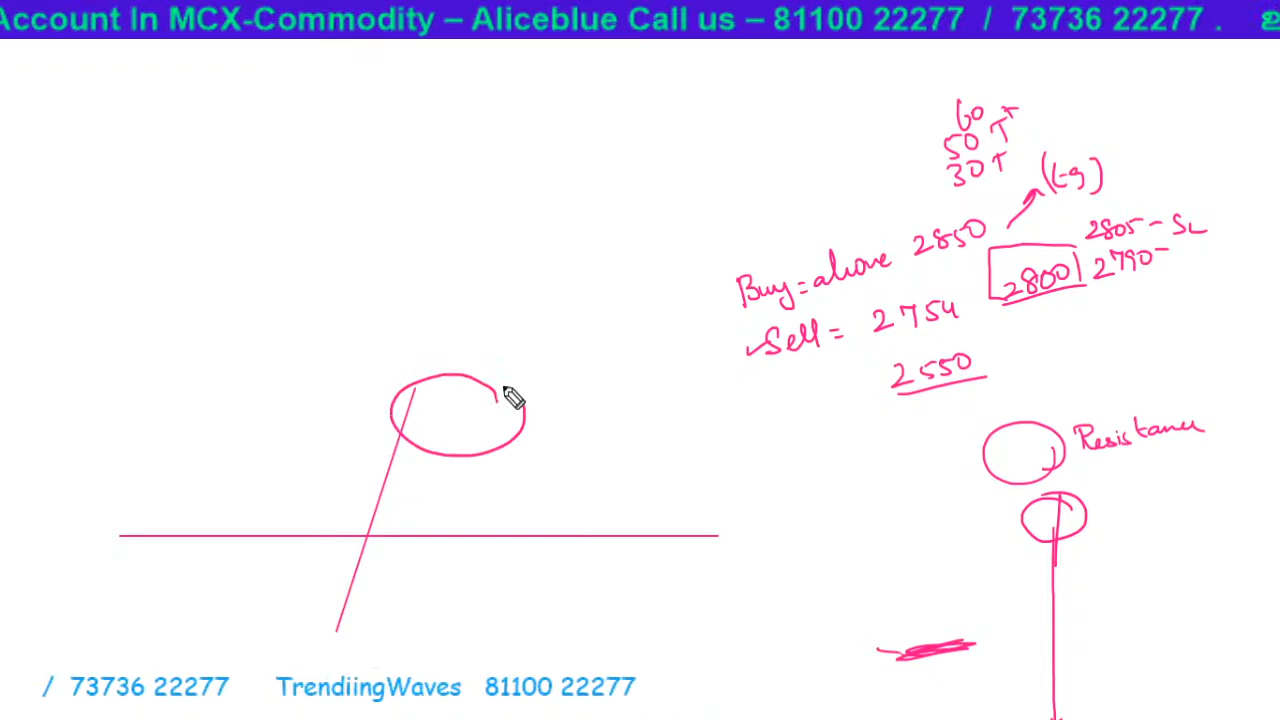 Account In MCX-Commodity – Aliceblue Call us – 81100 22277 / 73736 22277 . இ
60
50 T+
30 T
(tg)
Buy = above 2850
2805 - SL
2800 | 2790 -
Sell = 2754
2550
Resistance
/ 73736 22277 TrendiingWaves 81100 22277